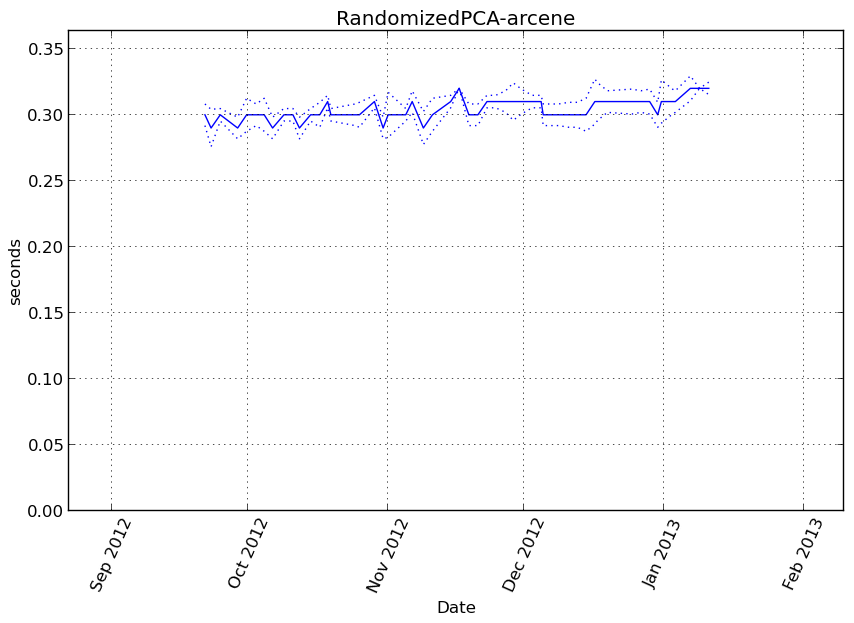 RandomizedPCA-arcene
0.35
0.30
0.25
0.20
0.15
0.10
0.05
0.00
seconds
Sep 2012
Oct 2012
Nov 2012
Dec 2012
Jan 2013
Feb 2013
Date